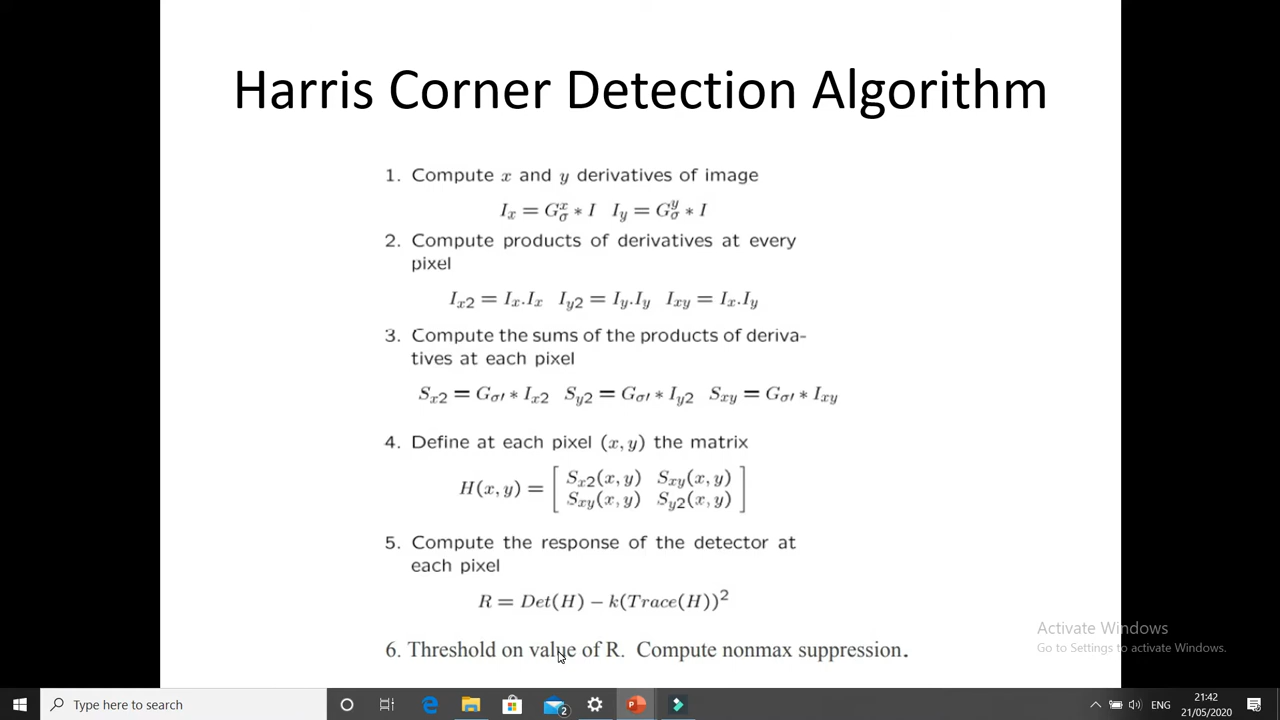 Harris Corner Detection Algorithm
1. Compute x and y derivatives of image
I_x = G_σ^x * I   I_y = G_σ^y * I
2. Compute products of derivatives at every
pixel
I_x2 = I_x.I_x   I_y2 = I_y.I_y   I_xy = I_x.I_y
3. Compute the sums of the products of deriva-
tives at each pixel
S_x2 = G_σ′ * I_x2   S_y2 = G_σ′ * I_y2   S_xy = G_σ′ * I_xy
4. Define at each pixel (x, y) the matrix
H(x, y) = [ S_x2(x, y)   S_xy(x, y)
S_xy(x, y)   S_y2(x, y) ]
5. Compute the response of the detector at
each pixel
R = Det(H) − k(Trace(H))^2
6. Threshold on value of R. Compute nonmax suppression.
Activate Windows
Go to Settings to activate Windows.
Type here to search
2
ENG
21:42
21/05/2020